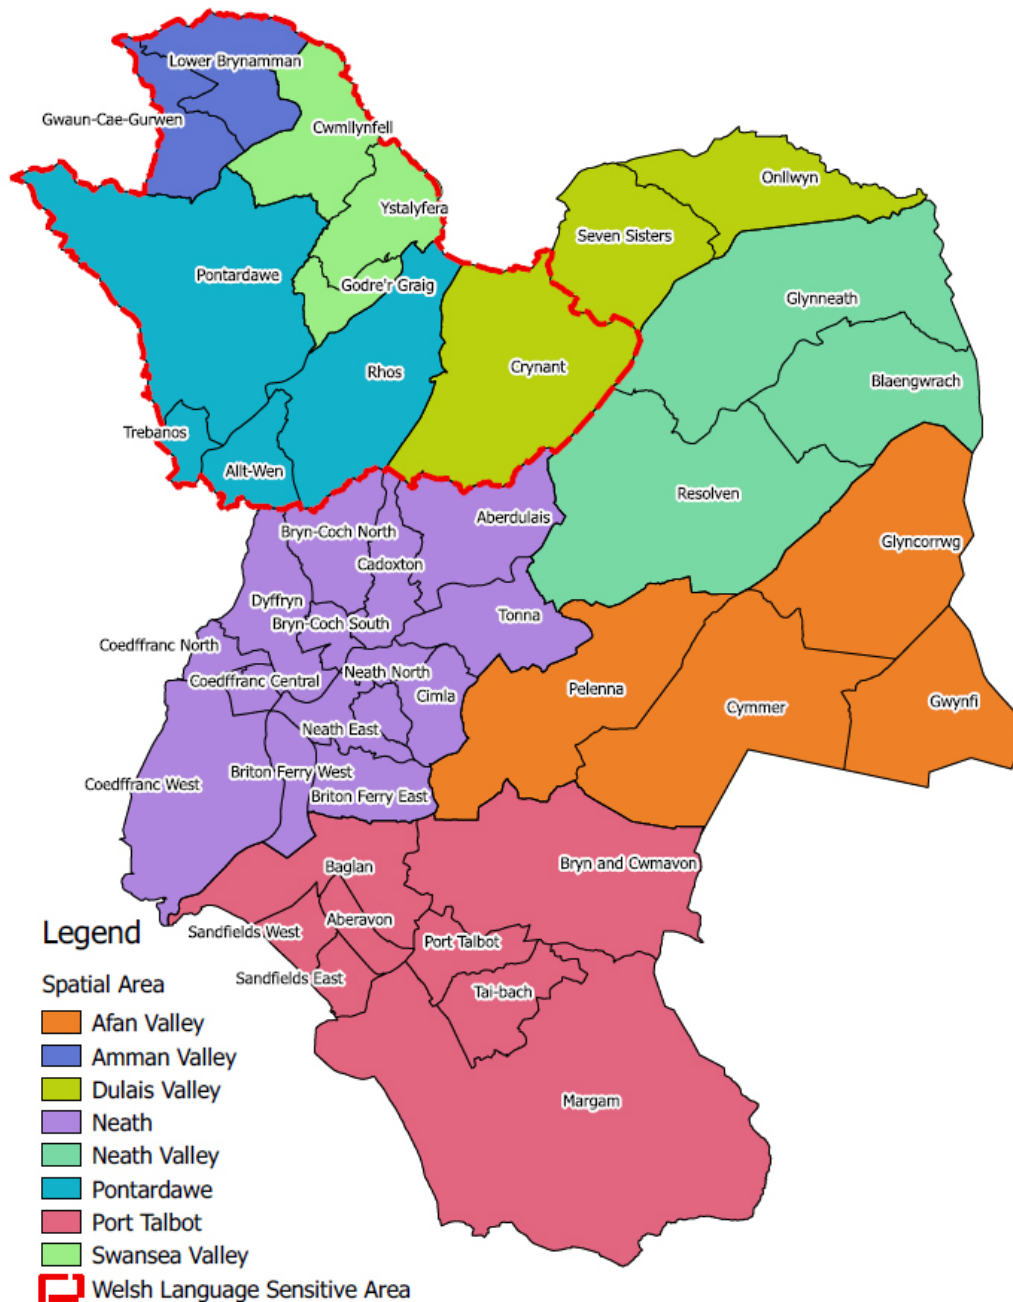 Lower Brynamman
Gwaun-Cae-Gurwen
Cwmllynfell
Onllwyn
Ystalyfera
Seven Sisters
Pontardawe
Godre'r Graig
Glynneath
Rhos
Crynant
Blaengwrach
Trebanos
Allt-Wen
Resolven
Aberdulais
Bryn-Coch North
Glyncorrwg
Cadoxton
Dyffryn
Tonna
Bryn-Coch South
Coedffranc North
Neath North
Coedffranc Central
Pelenna
Cimla
Gwynfi
Cymmer
Neath East
Briton Ferry West
Coedffranc West
Briton Ferry East
Baglan
Bryn and Cwmavon
Aberavon
Sandfields West
Port Talbot
Sandfields East
Tai-bach
Margam
Legend
Spatial Area
Afan Valley
Amman Valley
Dulais Valley
Neath
Neath Valley
Pontardawe
Port Talbot
Swansea Valley
Welsh Language Sensitive Area